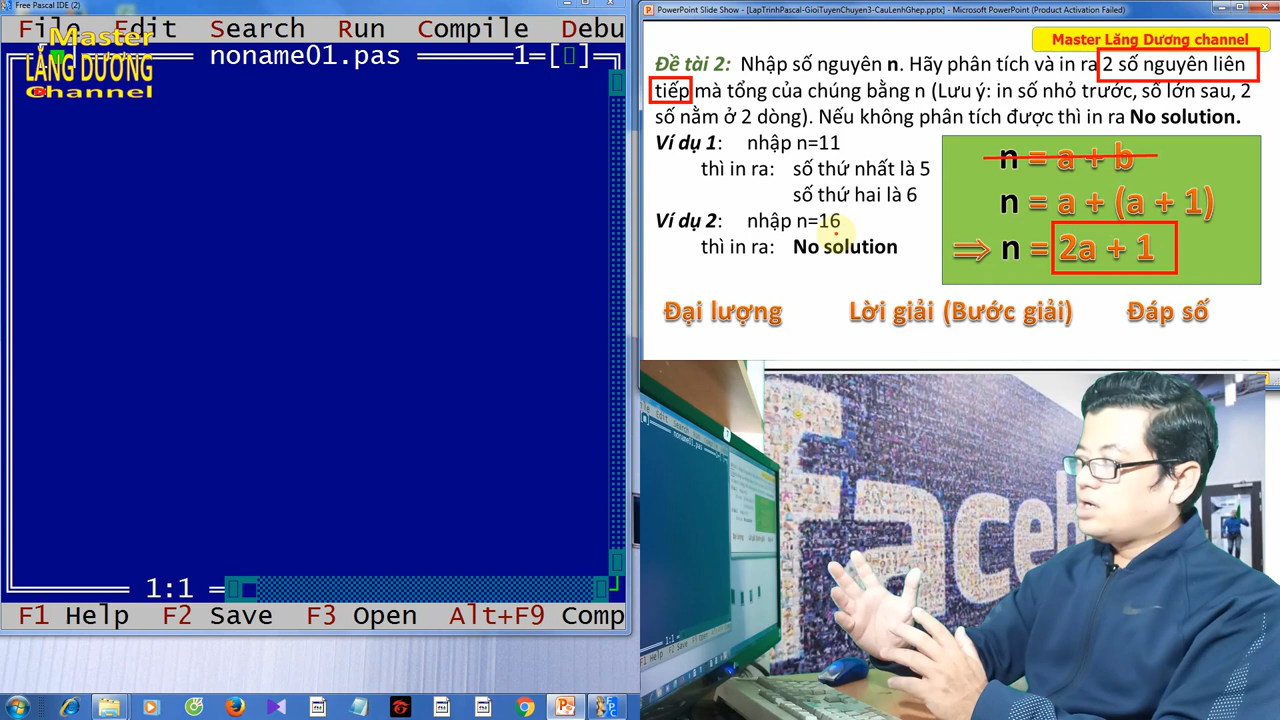 Free Pascal IDE (2)
File Edit Search Run Compile Debu
noname01.pas 1
Master
LĂNG DƯƠNG
Channel
1:1
F1 Help F2 Save F3 Open Alt+F9 Comp
PowerPoint Slide Show - [LapTrinhPascal-GioiTuyenChuyen3-CauLenhGhep.pptx] - Microsoft PowerPoint (Product Activation Failed)
Master Lăng Dương channel
Đề tài 2: Nhập số nguyên n. Hãy phân tích và in ra 2 số nguyên liên
tiếp mà tổng của chúng bằng n (Lưu ý: in số nhỏ trước, số lớn sau, 2
số nằm ở 2 dòng). Nếu không phân tích được thì in ra No solution.
Ví dụ 1: nhập n=11
thì in ra: số thứ nhất là 5
số thứ hai là 6
Ví dụ 2 nhập n=16
thì in ra: No solution
n = a + b
n = a + (a + 1)
⇒ n = 2a + 1
Đại lượng Lời giải (Bước giải) Đáp số
faceb